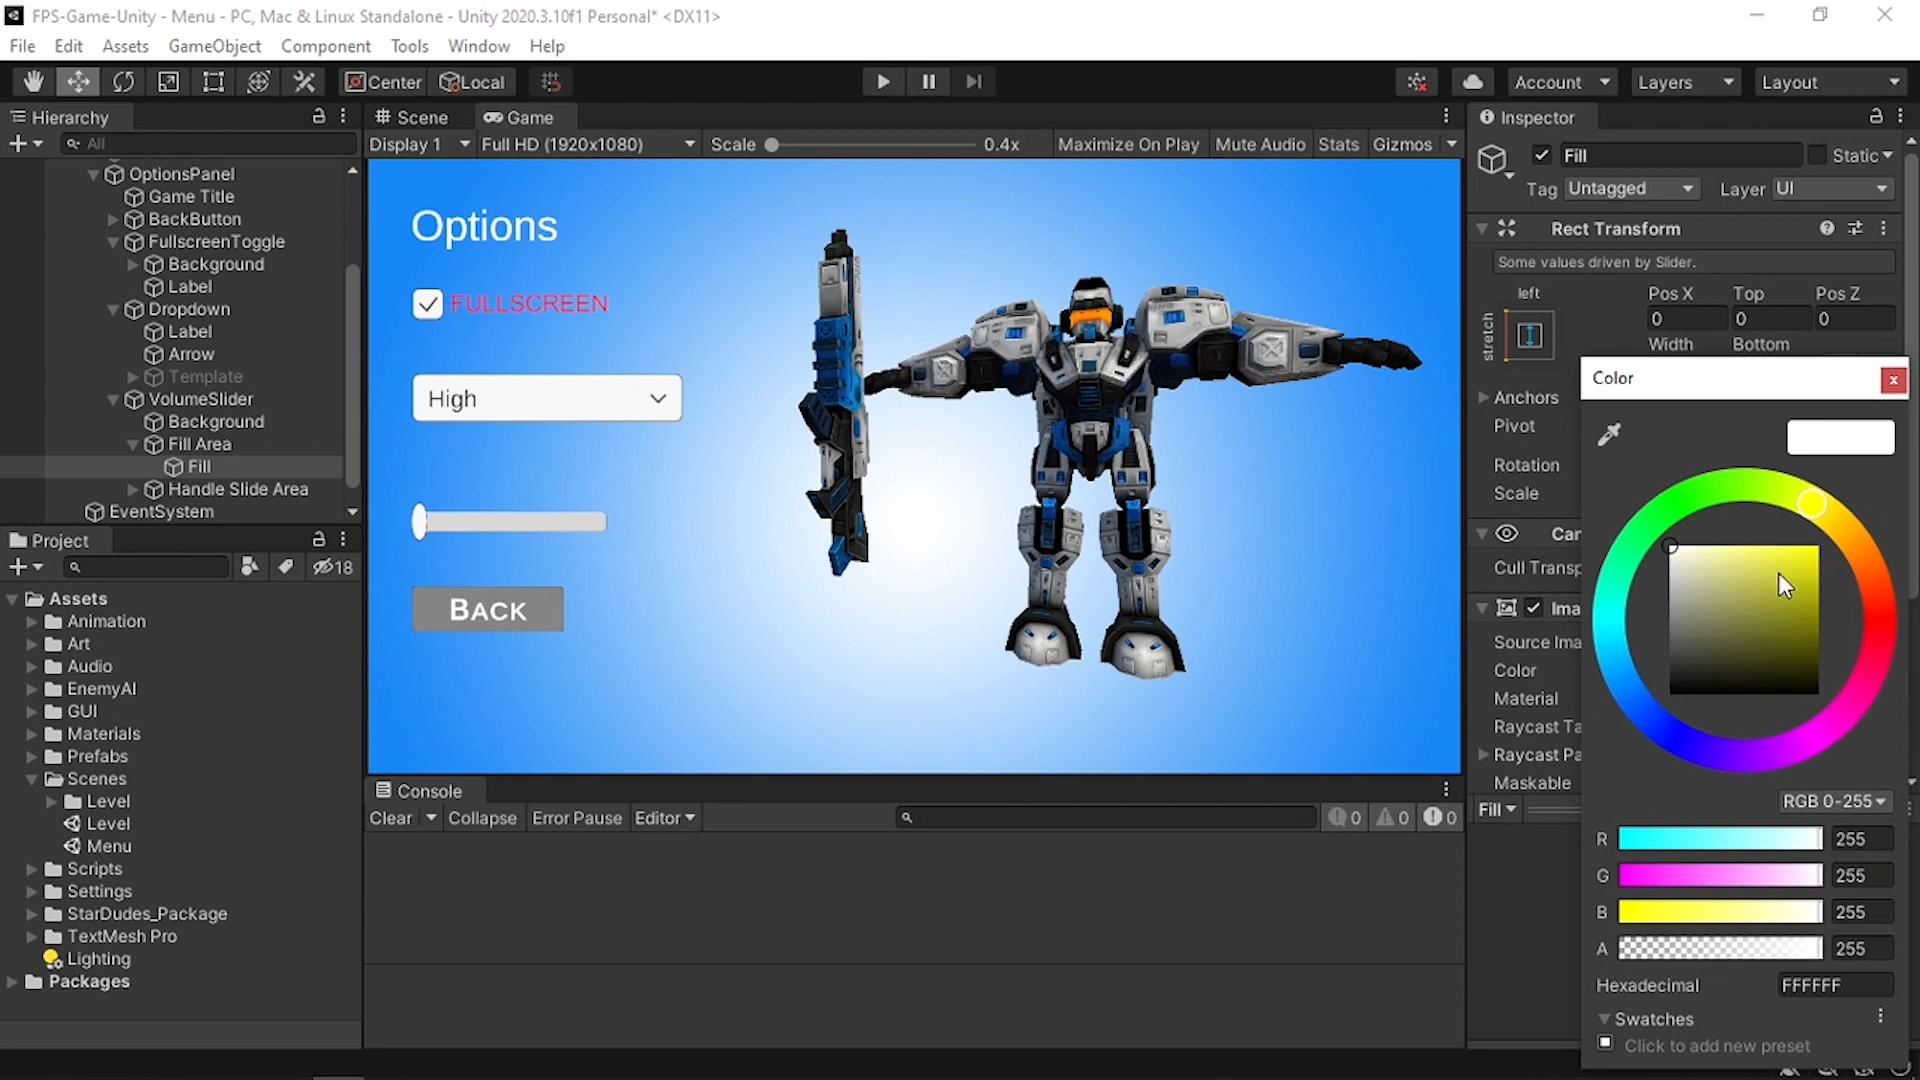 FPS-Game-Unity - Menu - PC, Mac & Linux Standalone - Unity 2020.3.10f1 Personal* <DX11>
File Edit Assets GameObject Component Tools Window Help
Center Local Account Layers Layout
Hierarchy
All
OptionsPanel
Game Title
BackButton
FullscreenToggle
Background
Label
Dropdown
Label
Arrow
Template
VolumeSlider
Background
Fill Area
Fill
Handle Slide Area
EventSystem
Project
18
Assets
Animation
Art
Audio
EnemyAI
GUI
Materials
Prefabs
Scenes
Level
Level
Menu
Scripts
Settings
StarDudes_Package
TextMesh Pro
Lighting
Packages
Scene Game
Display 1 Full HD (1920x1080) Scale 0.4x Maximize On Play Mute Audio Stats Gizmos
Options
FULLSCREEN
High
BACK
Console
Clear Collapse Error Pause Editor 0 0 0
Inspector
Fill Static
Tag Untagged Layer UI
Rect Transform
Some values driven by Slider.
left Pos X Top Pos Z
stretch 0 0 0
Width Bottom
Anchors
Pivot
Rotation
Scale
Can
Cull Transp
Ima
Source Ima
Color
Material
Raycast Ta
Raycast Pa
Maskable
Fill
Color x
RGB 0-255
R 255
G 255
B 255
A 255
Hexadecimal FFFFFF
Swatches
Click to add new preset